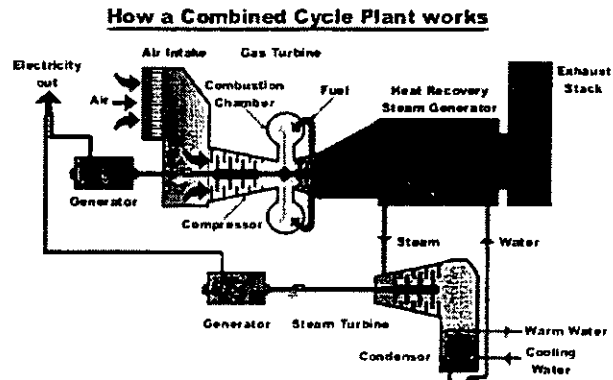 How a Combined Cycle Plant works
Air Intake
Gas Turbine
Electricity
out
Combustion
Chamber
Fuel
Heat Recovery
Steam Generator
Exhaust
Stack
Air
Generator
Compressor
Steam
Water
Generator
Steam Turbine
Condensor
Warm Water
Cooling
Water